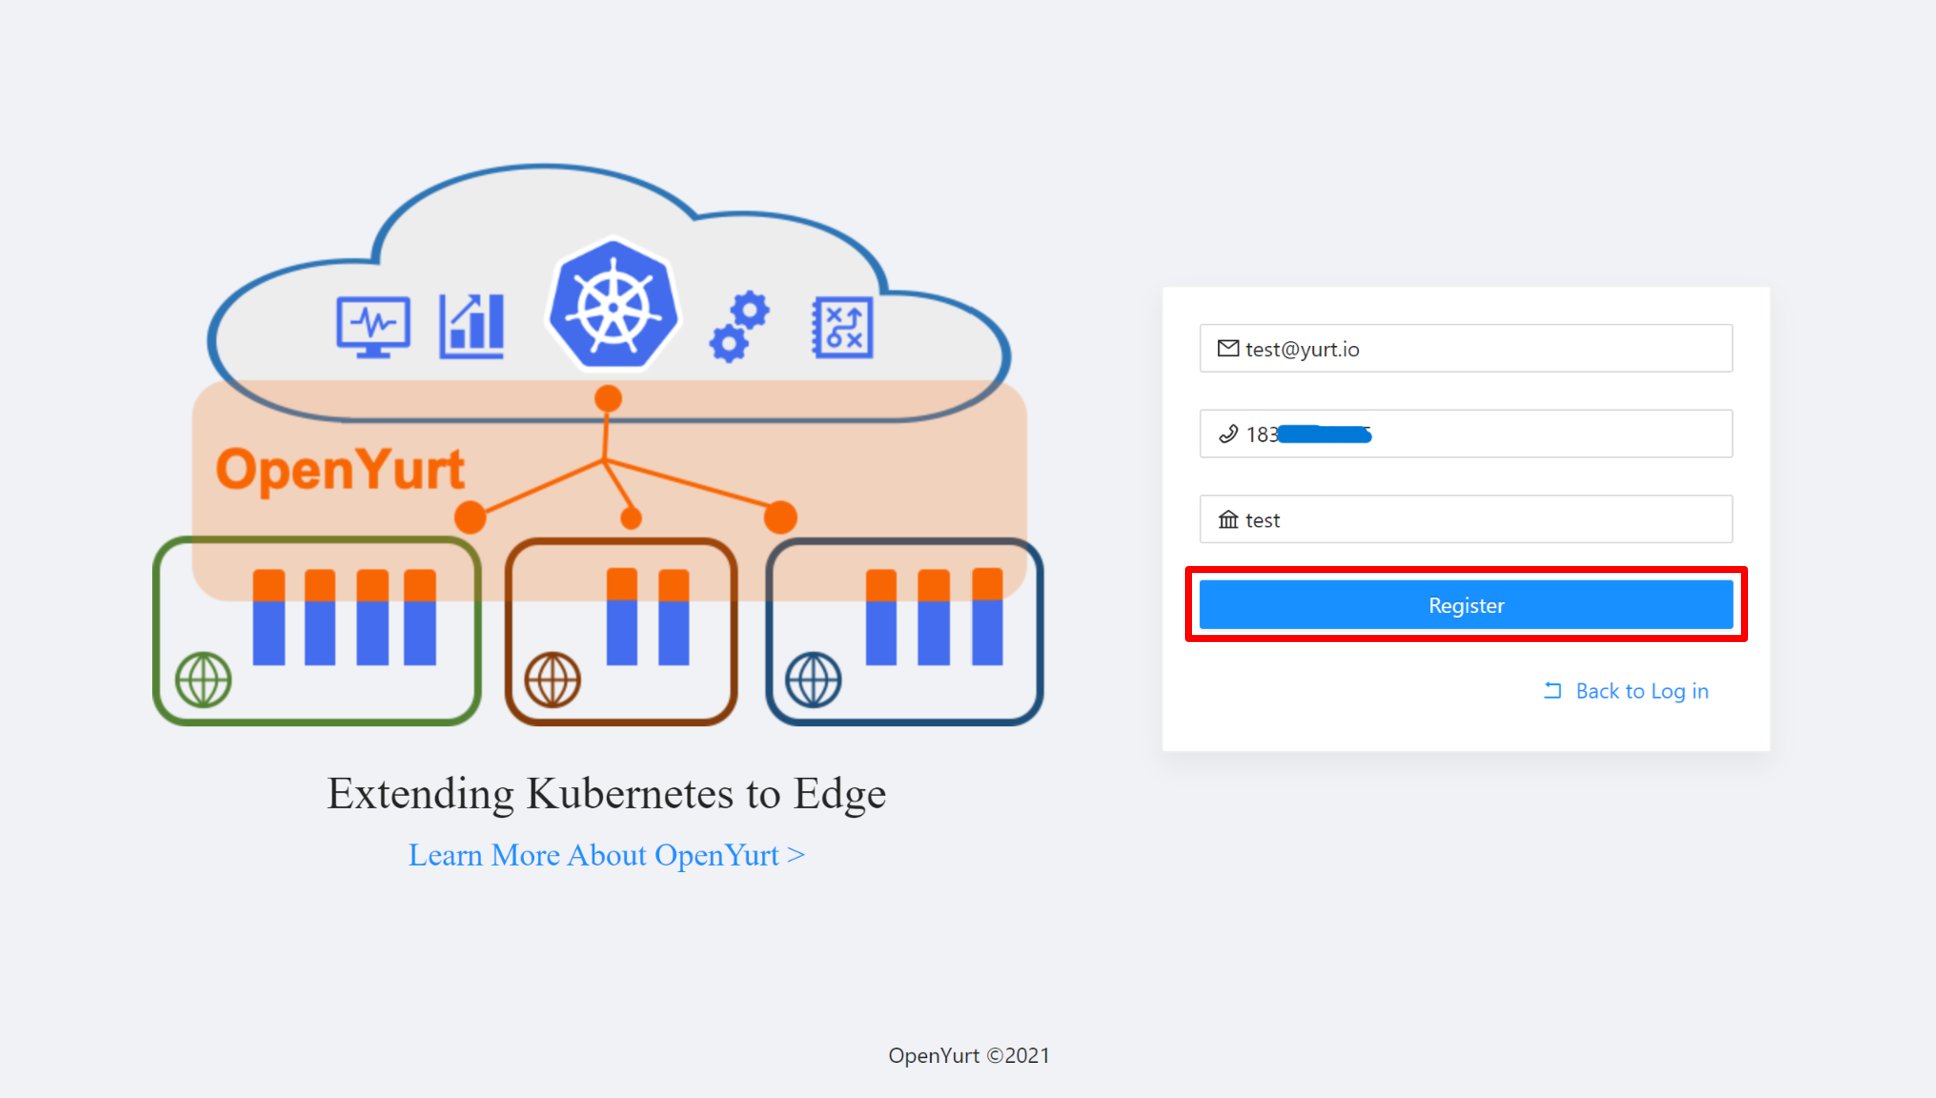 OpenYurt
Extending Kubernetes to Edge
Learn More About OpenYurt >
test@yurt.io
183
test
Register
Back to Log in
OpenYurt ©2021